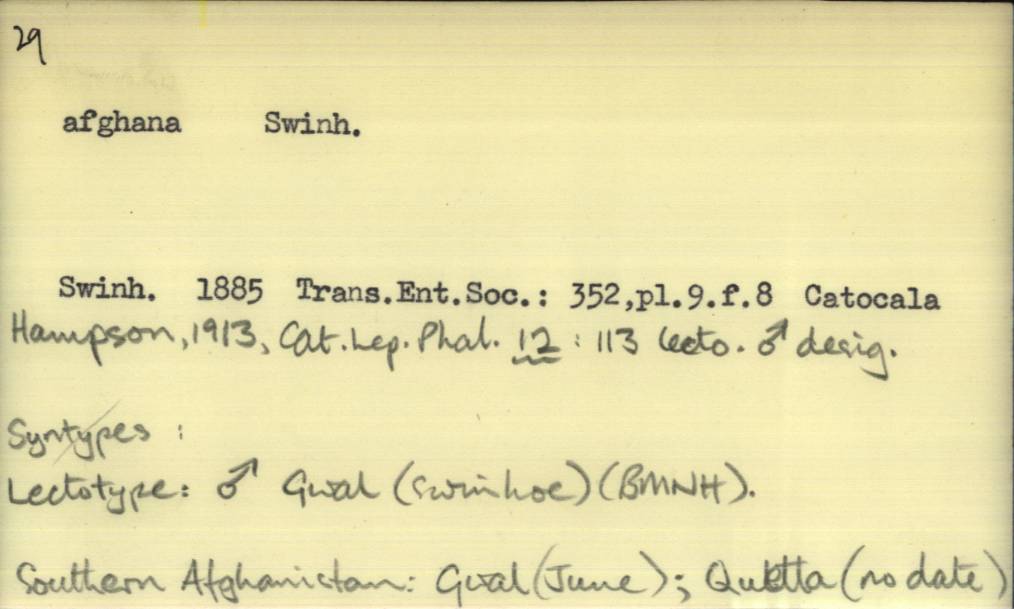 29
afghana Swinh.
Swinh. 1885 Trans.Ent.Soc.: 352,pl.9.f.8 Catocala
Hampson, 1913, Cat. Lep. Phal. 12 : 113 lecto. ♂ desig.
Syntypes :
Lectotype: ♂ Gwal (Swinhoe) (BMNH).
Southern Afghanistan: Gwal (June); Quetta (no date)